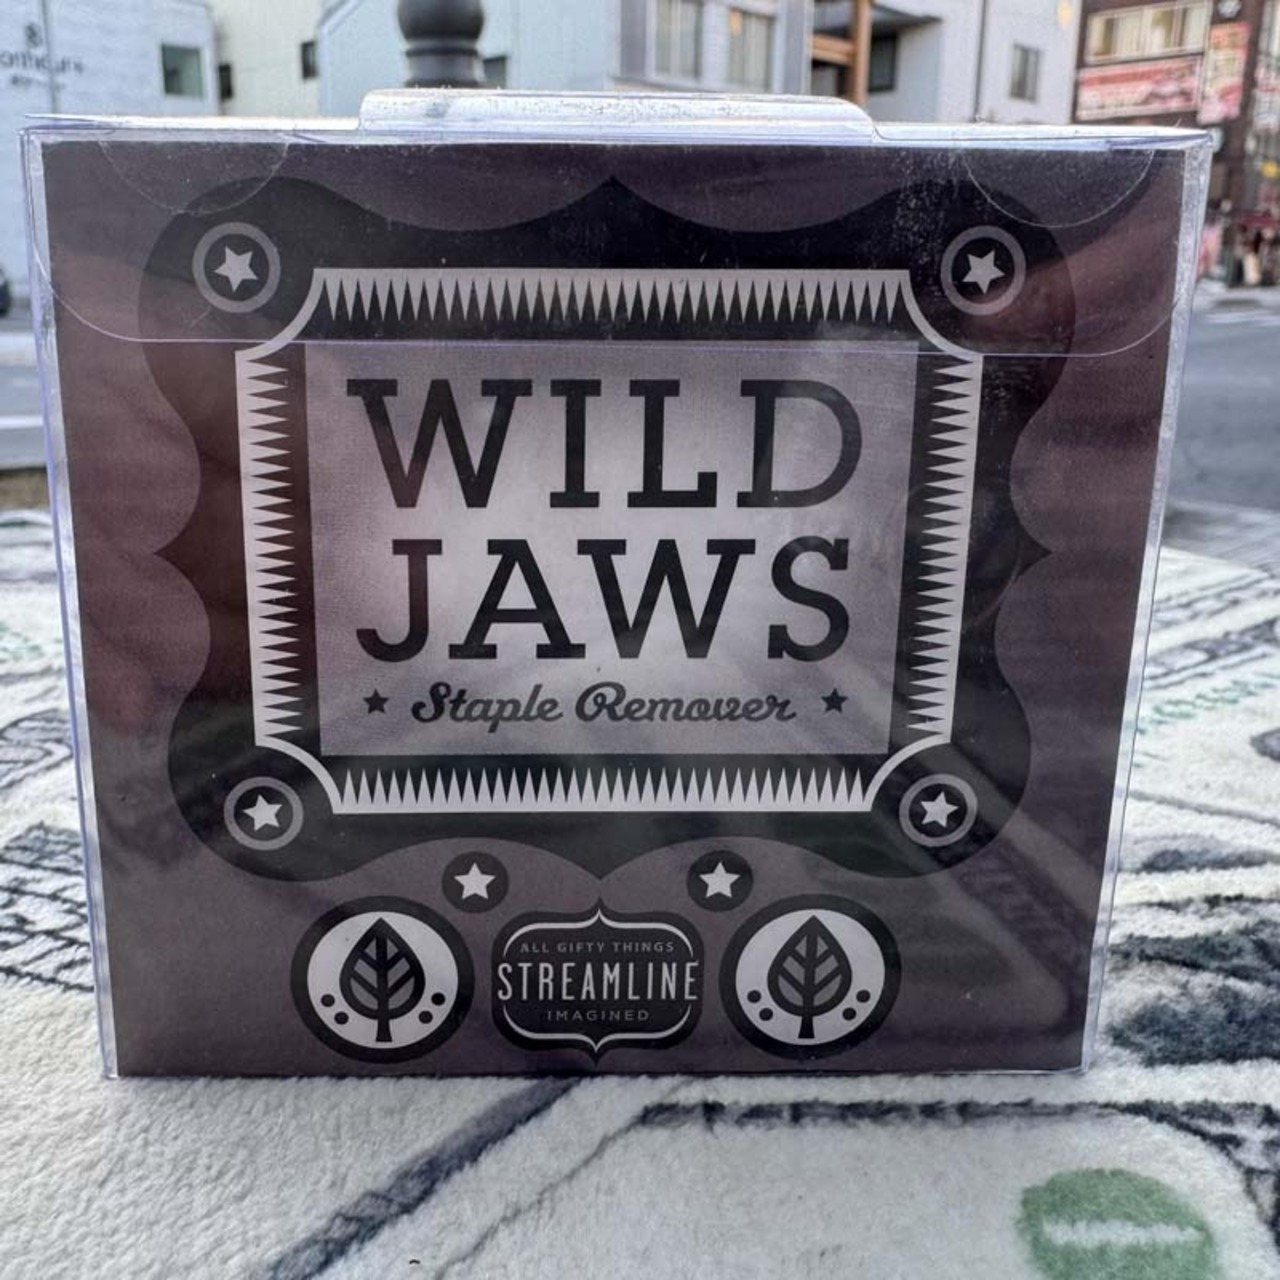 WILD
JAWS
Staple Remover
ALL GIFTY THINGS
STREAMLINE
IMAGINED